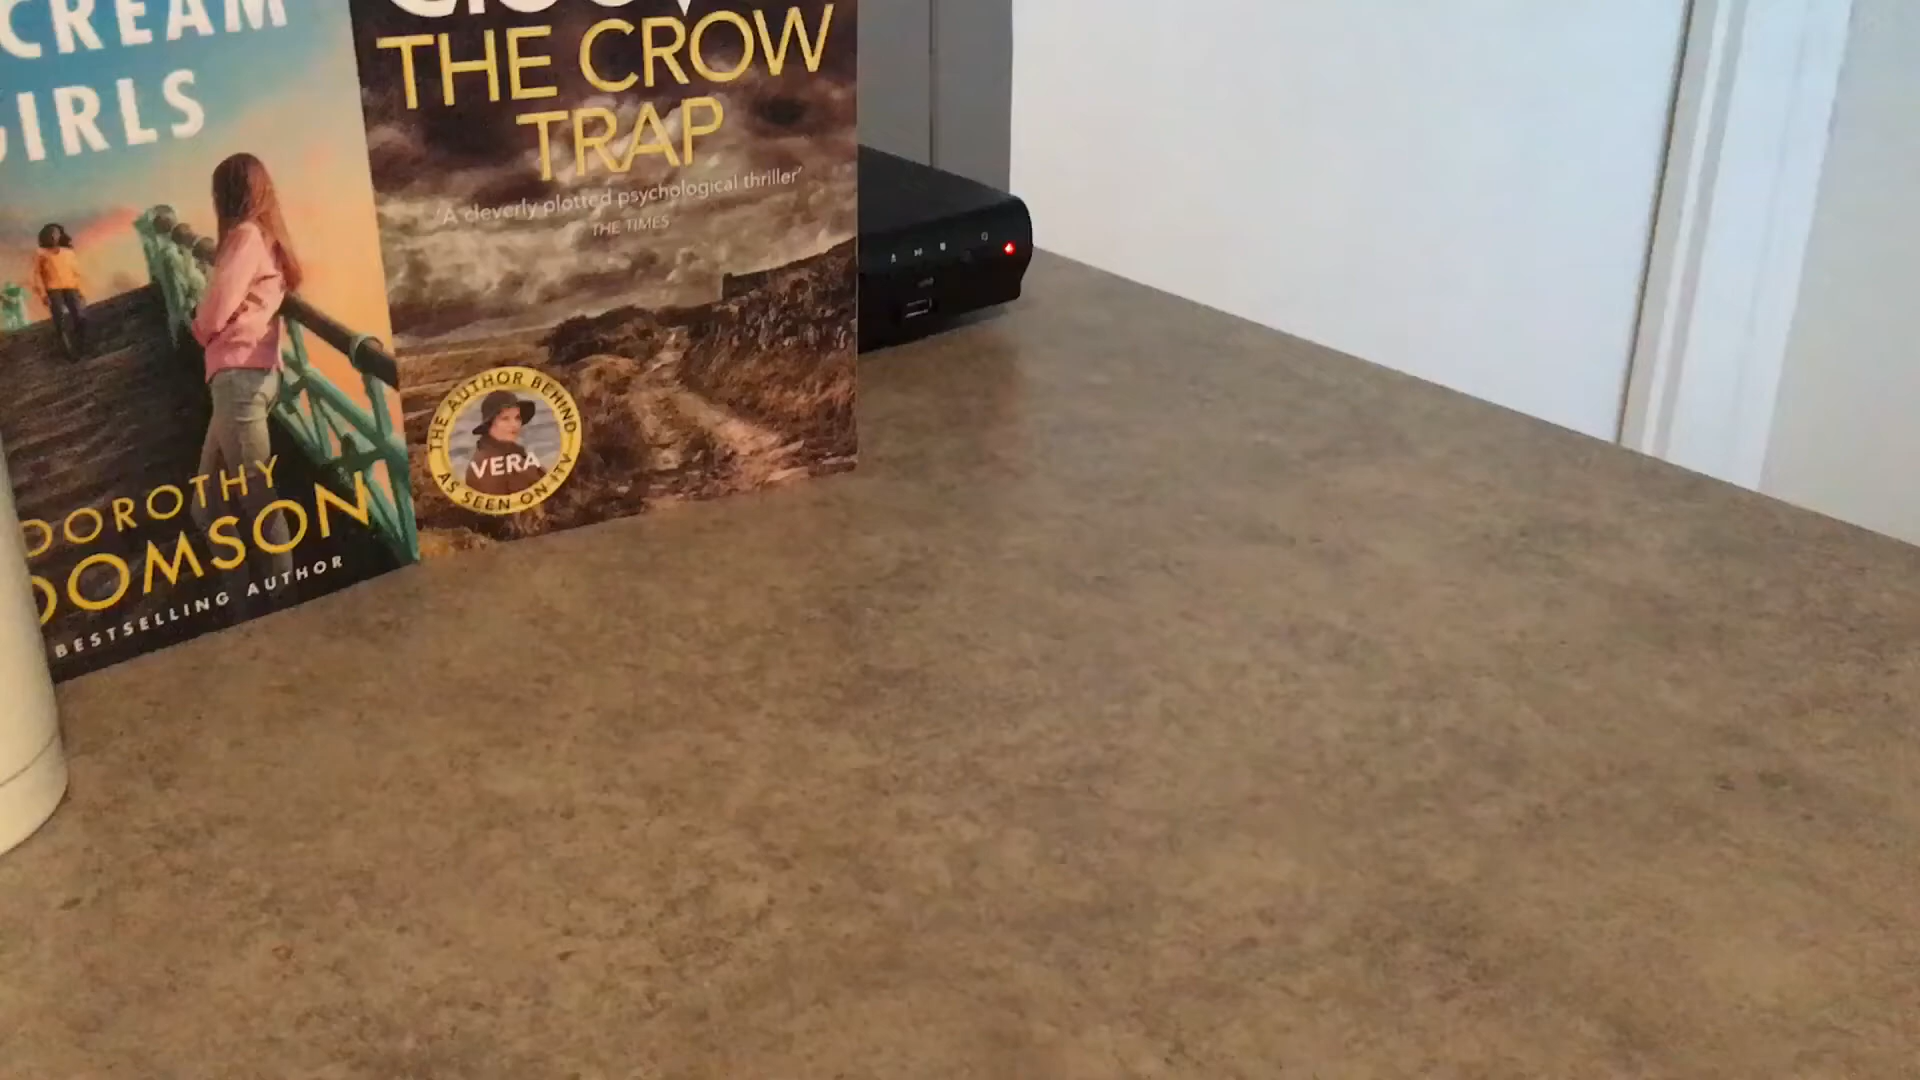 CREAM
GIRLS
DOROTHY
OOMSON
BESTSELLING AUTHOR
THE CROW
TRAP
'A cleverly plotted psychological thriller'
THE TIMES
THE AUTHOR BEHIND
VERA
AS SEEN ON ITV